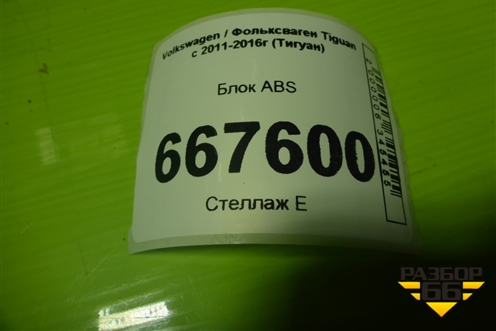 Volkswagen / Фольксваген Tiguan
с 2011-2016г (Тигуан)
Блок ABS
667600
Стеллаж E
РАЗБОР
66